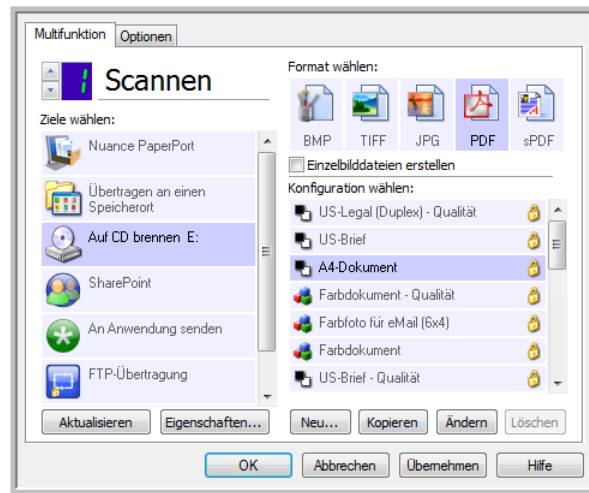 Multifunktion
Optionen
1
Scannen
Ziele wählen:
Nuance PaperPort
Übertragen an einen
Speicherort
Auf CD brennen E:
SharePoint
An Anwendung senden
FTP-Übertragung
Aktualisieren
Eigenschaften...
Format wählen:
BMP
TIFF
JPG
PDF
sPDF
Einzelbilddateien erstellen
Konfiguration wählen:
US-Legal (Duplex) - Qualität
US-Brief
A4-Dokument
Farbdokument - Qualität
Farbfoto für eMail (6x4)
Farbdokument
US-Brief - Qualität
Neu...
Kopieren
Ändern
Löschen
OK
Abbrechen
Übernehmen
Hilfe